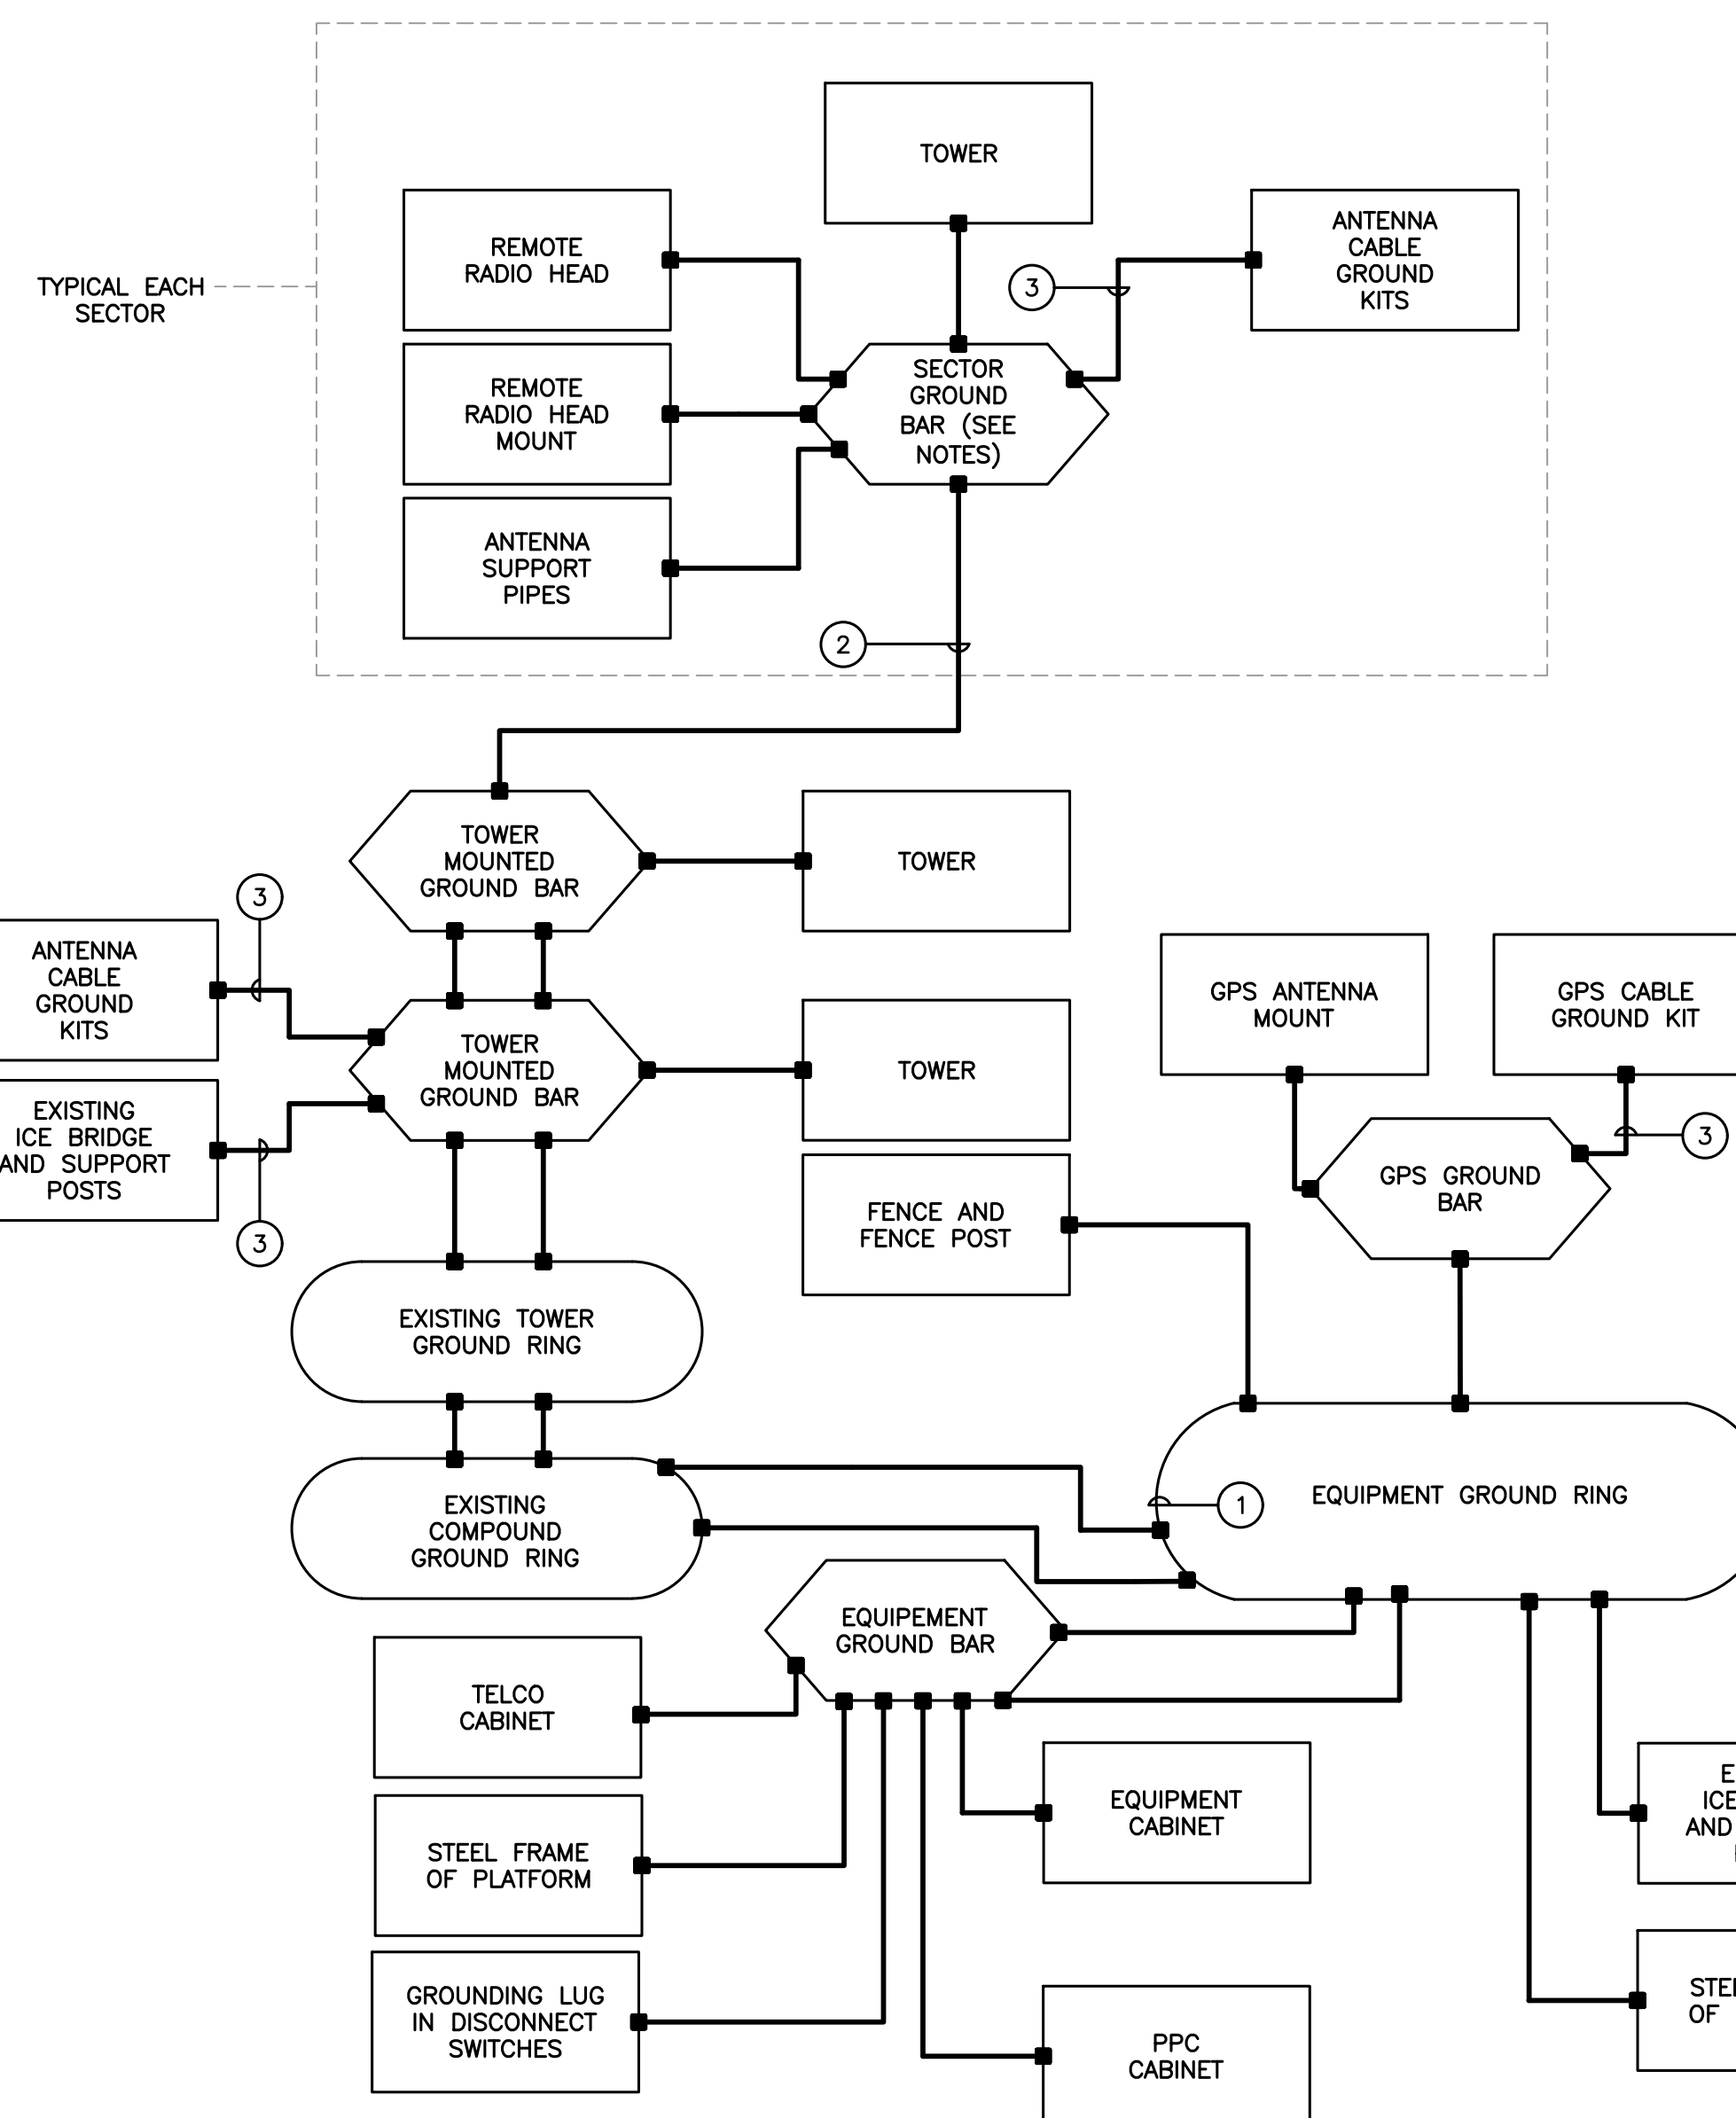 TOWER
REMOTE
RADIO HEAD
ANTENNA
CABLE
GROUND
KITS
3
TYPICAL EACH
SECTOR
REMOTE
RADIO HEAD
MOUNT
SECTOR
GROUND
BAR (SEE
NOTES)
ANTENNA
SUPPORT
PIPES
2
TOWER
MOUNTED
GROUND BAR
TOWER
3
ANTENNA
CABLE
GROUND
KITS
TOWER
MOUNTED
GROUND BAR
TOWER
GPS ANTENNA
MOUNT
GPS CABLE
GROUND KIT
3
EXISTING
ICE BRIDGE
AND SUPPORT
POSTS
3
FENCE AND
FENCE POST
GPS GROUND
BAR
EXISTING TOWER
GROUND RING
EXISTING
COMPOUND
GROUND RING
1
EQUIPMENT GROUND RING
EQUIPEMENT
GROUND BAR
TELCO
CABINET
STEEL FRAME
OF PLATFORM
EQUIPMENT
CABINET
ICE
AND
GROUNDING LUG
IN DISCONNECT
SWITCHES
PPC
CABINET
OF